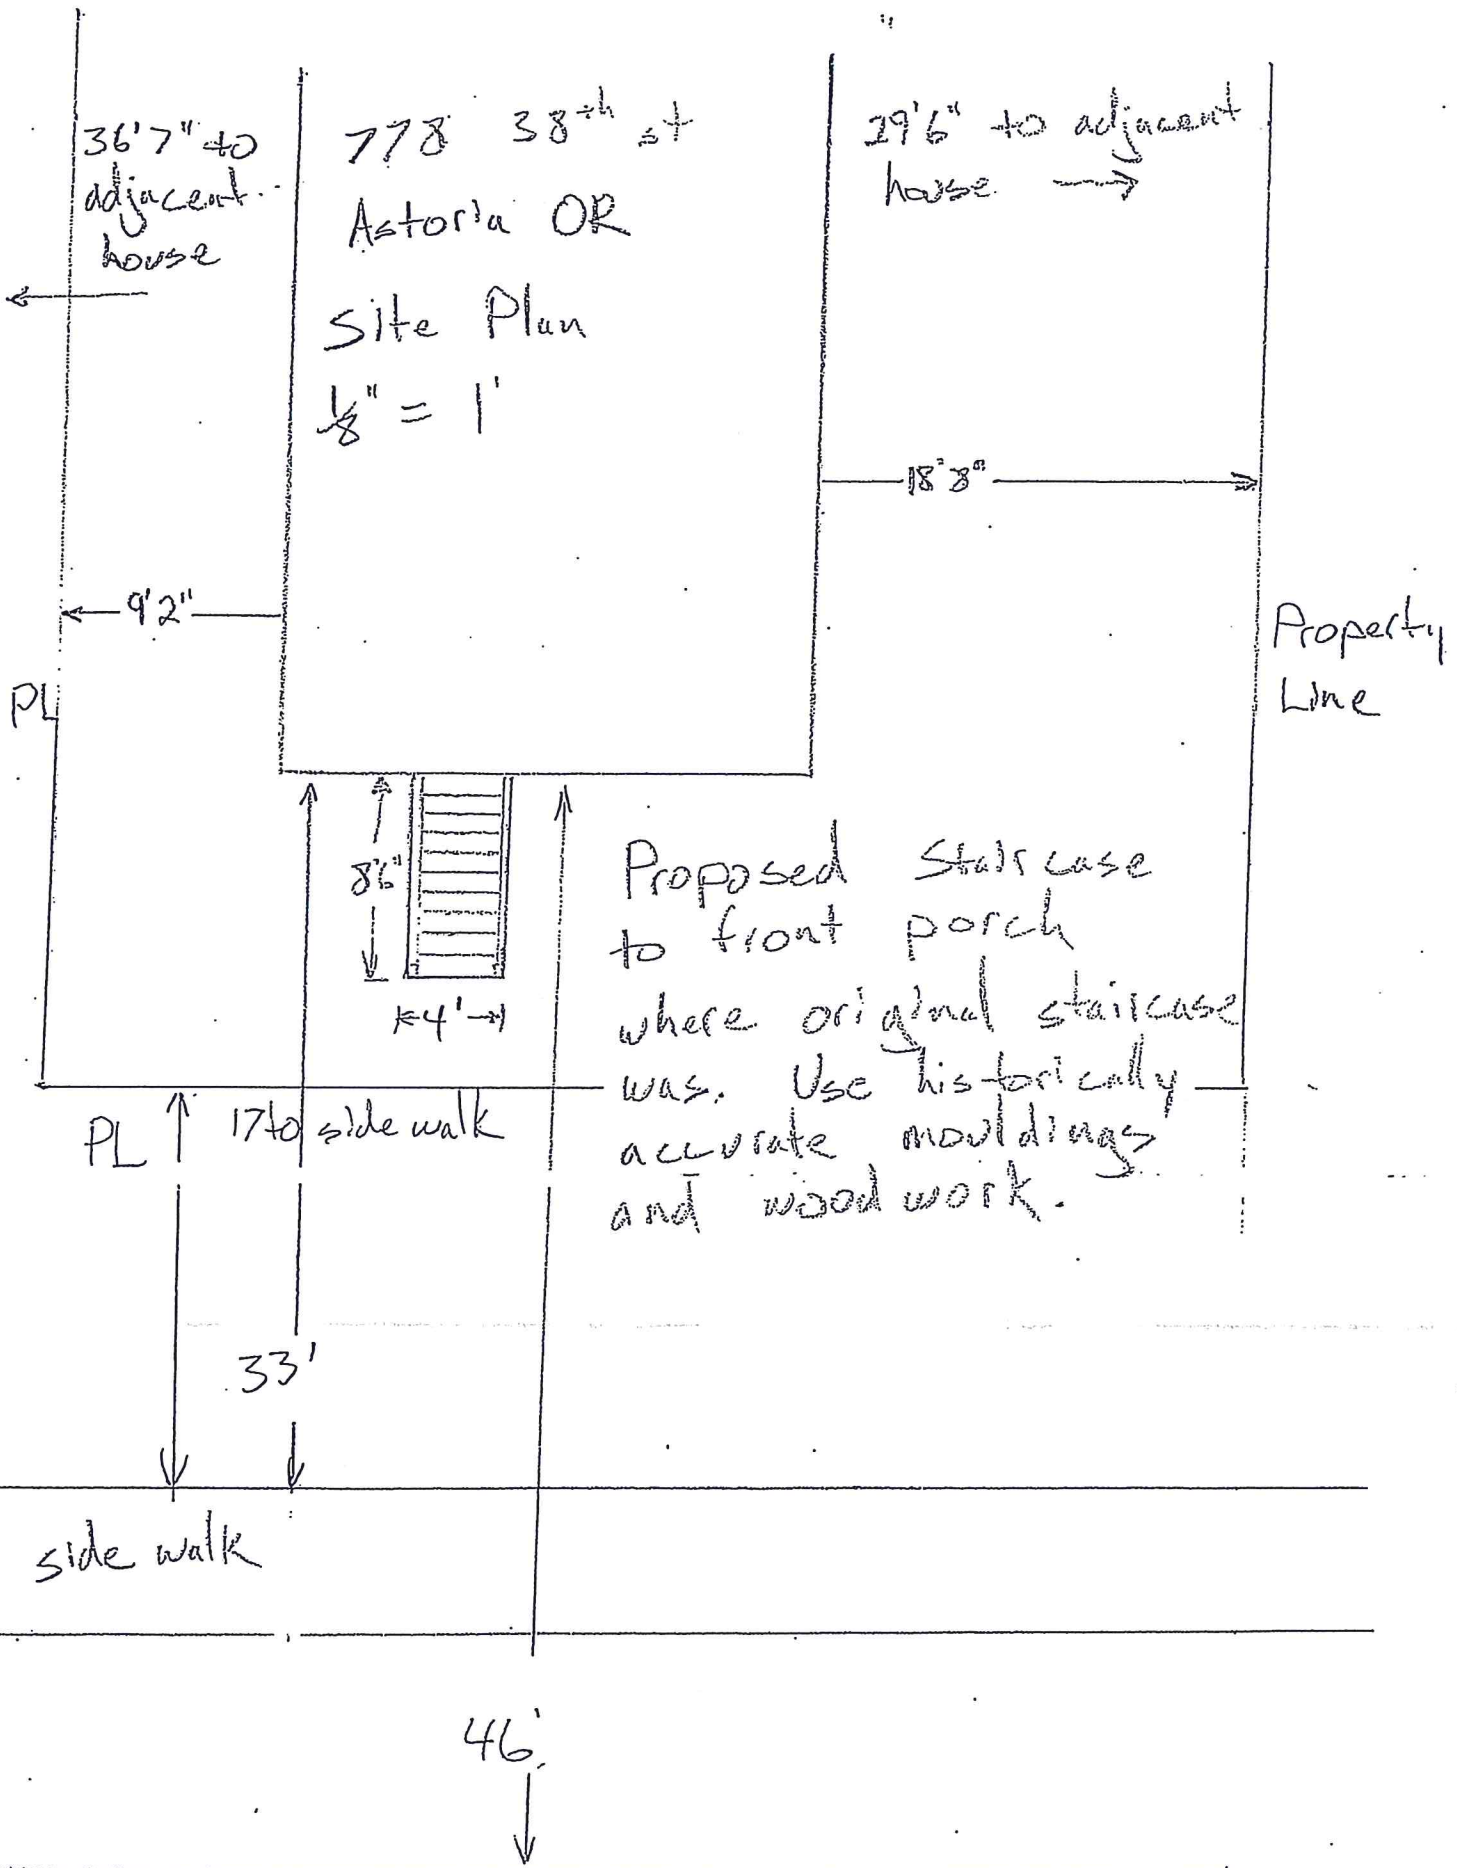 36'7" to
adjacent
house
778 38th st
Astoria OR
Site Plan
1/8" = 1'
29'6" to adjacent
house
18'8"
9'2"
PL
Property
Line
8'6"
4'
Proposed Staircase
to front porch
where original staircase
was. Use historically
accurate mouldings
and wood work.
PL
17 to side walk
33'
side walk
46'